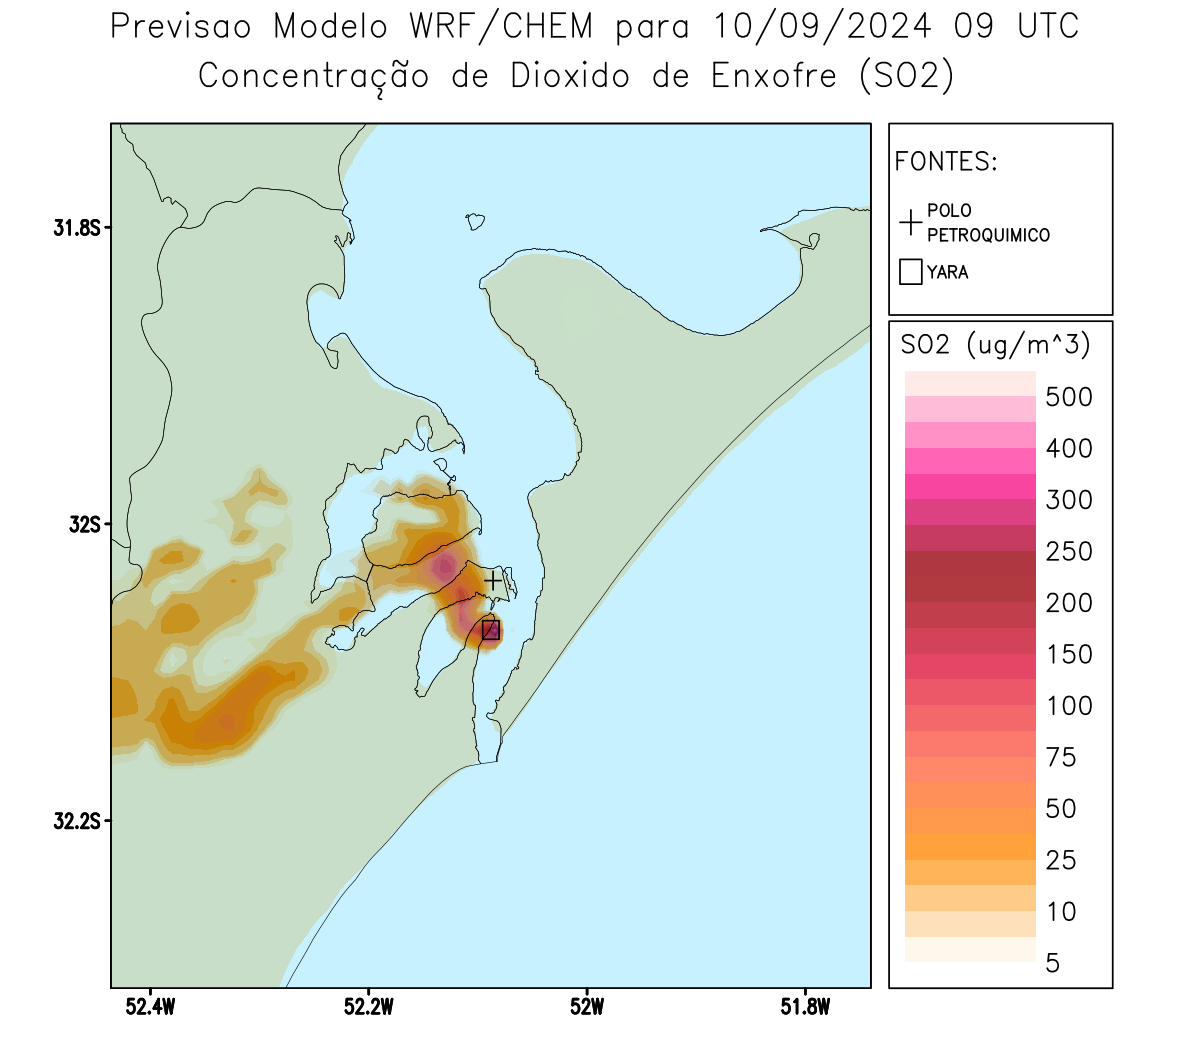 Previsao Modelo WRF/CHEM para 10/09/2024 09 UTC
Concentração de Dioxido de Enxofre (SO2)
FONTES:
POLO
PETROQUIMICO
YARA
31.8S
32S
32.2S
52.4W
52.2W
52W
51.8W
SO2 (ug/m^3)
500
400
300
250
200
150
100
75
50
25
10
5